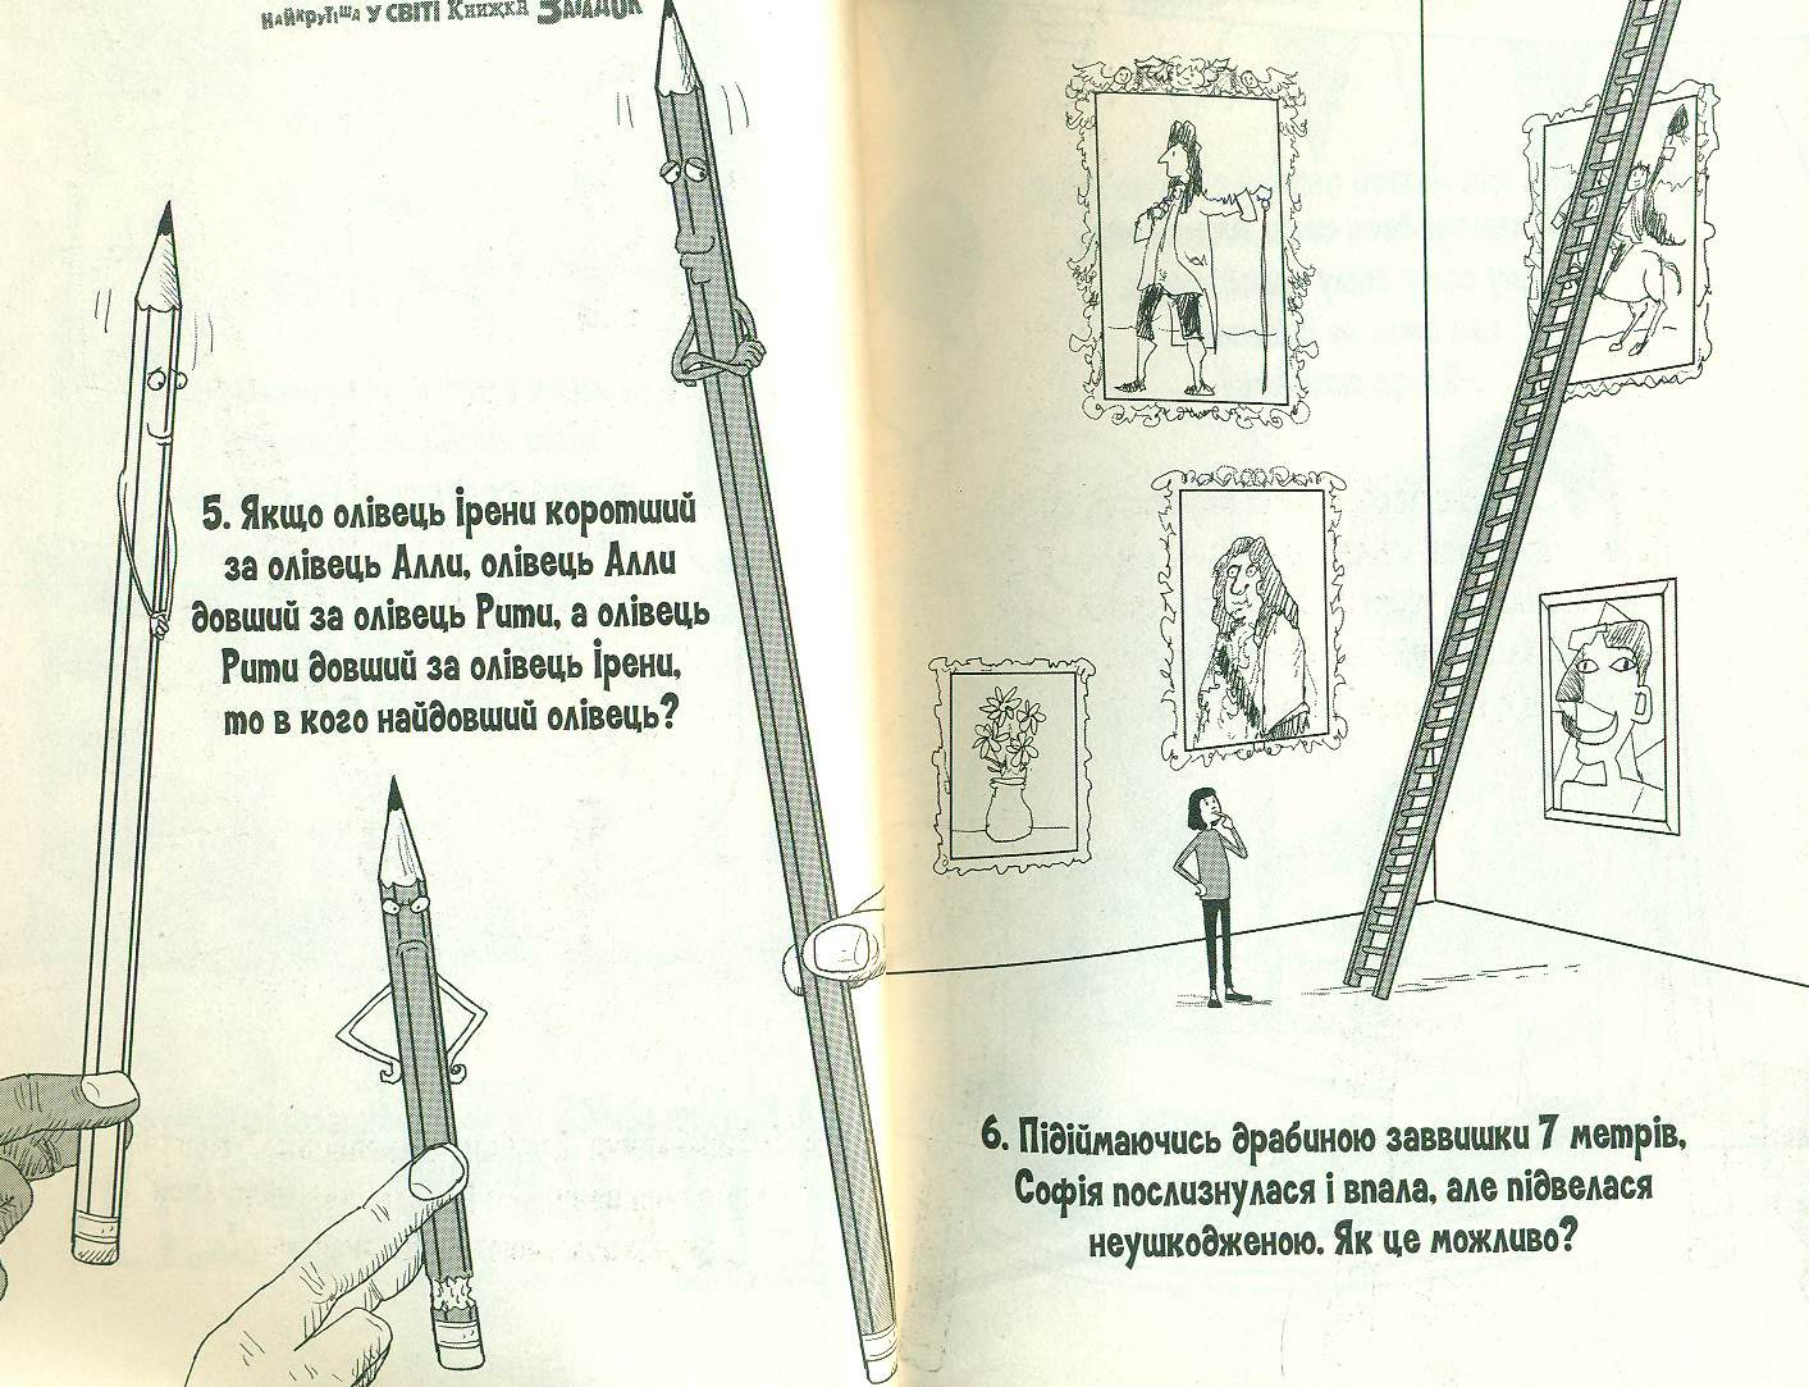 НАЙКРУТІША У СВІТІ Книжка ЗАГАДОК
5. Якщо олівець Ірени коротший
за олівець Алли, олівець Алли
довший за олівець Рити, а олівець
Рити довший за олівець Ірени,
то в кого найдовший олівець?
6. Підіймаючись драбиною заввишки 7 метрів,
Софія послизнулася і впала, але підвелася
неушкодженою. Як це можливо?